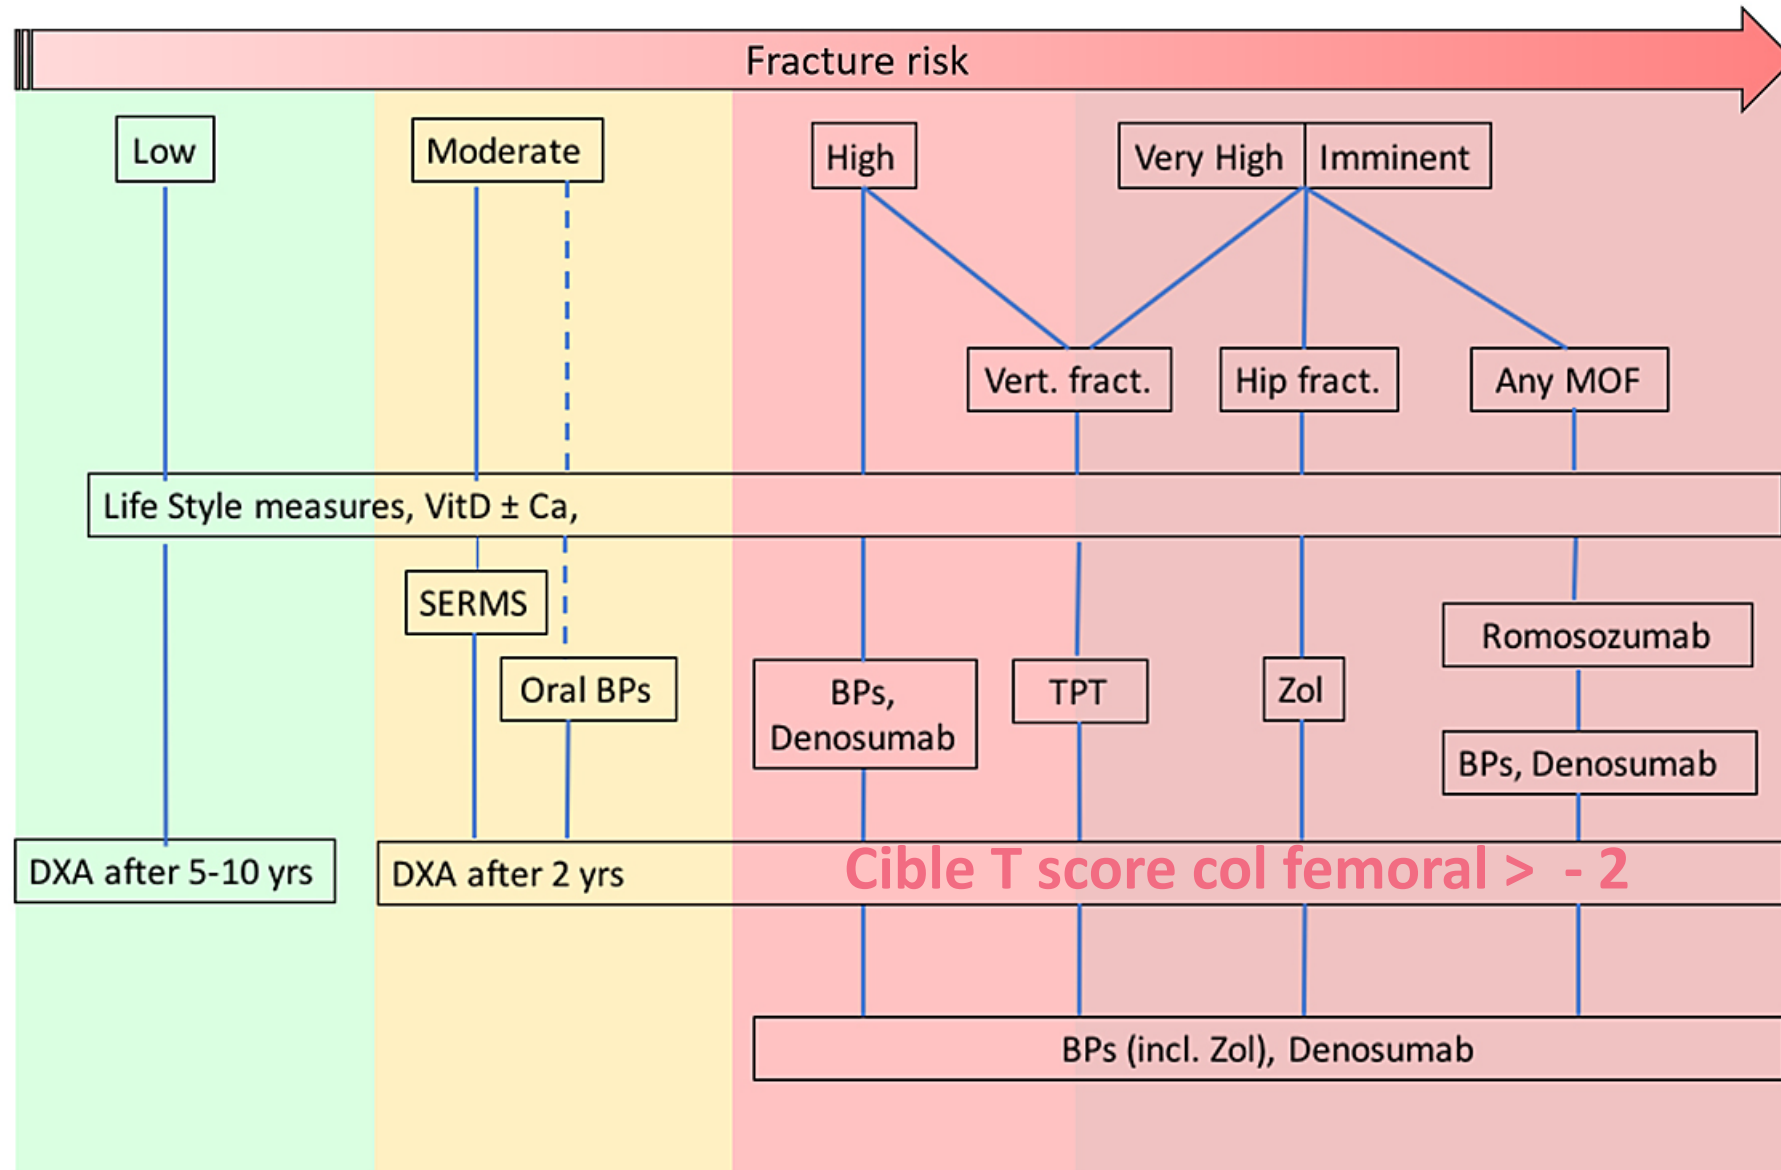 Fracture risk
Low
Moderate
High
Very High
Imminent
Vert. fract.
Hip fract.
Any MOF
Life Style measures, VitD ± Ca,
SERMS
Oral BPs
BPs,
Denosumab
TPT
Zol
Romosozumab
BPs, Denosumab
DXA after 5-10 yrs
DXA after 2 yrs
Cible T score col femoral > - 2
BPs (incl. Zol), Denosumab